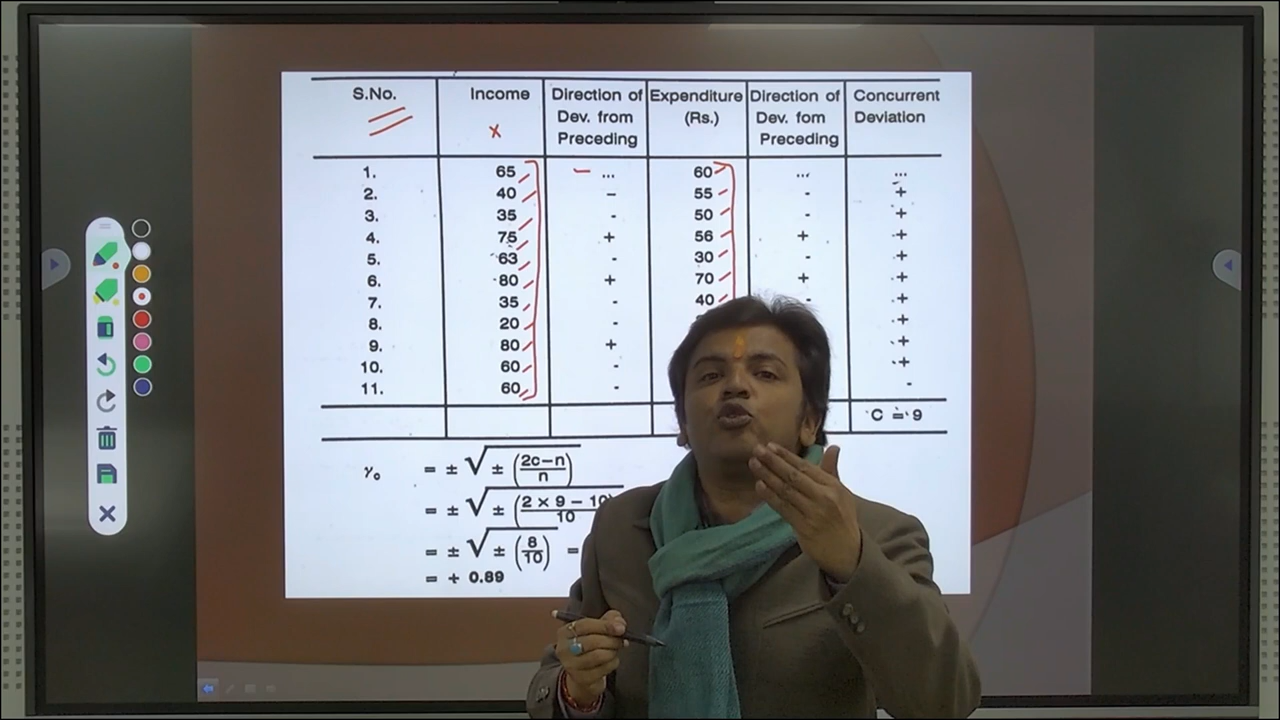 S.No. Income Direction of Dev. from Preceding Expenditure (Rs.) Direction of Dev. fom Preceding Concurrent Deviation
X
1. 65 ... 60 ... ...
2. 40 – 55 - +
3. 35 - 50 - +
4. 75 + 56 + +
5. 63 - 30 - +
6. 80 + 70 + +
7. 35 - 40 - +
8. 20 - +
9. 80 + +
10. 60 - +
11. 60 - -
C = 9
γo = ± √ ± (2c–n/n)
= ± √ ± (2 × 9 – 10/10
= ± √ ± (8/10) =
= + 0.89